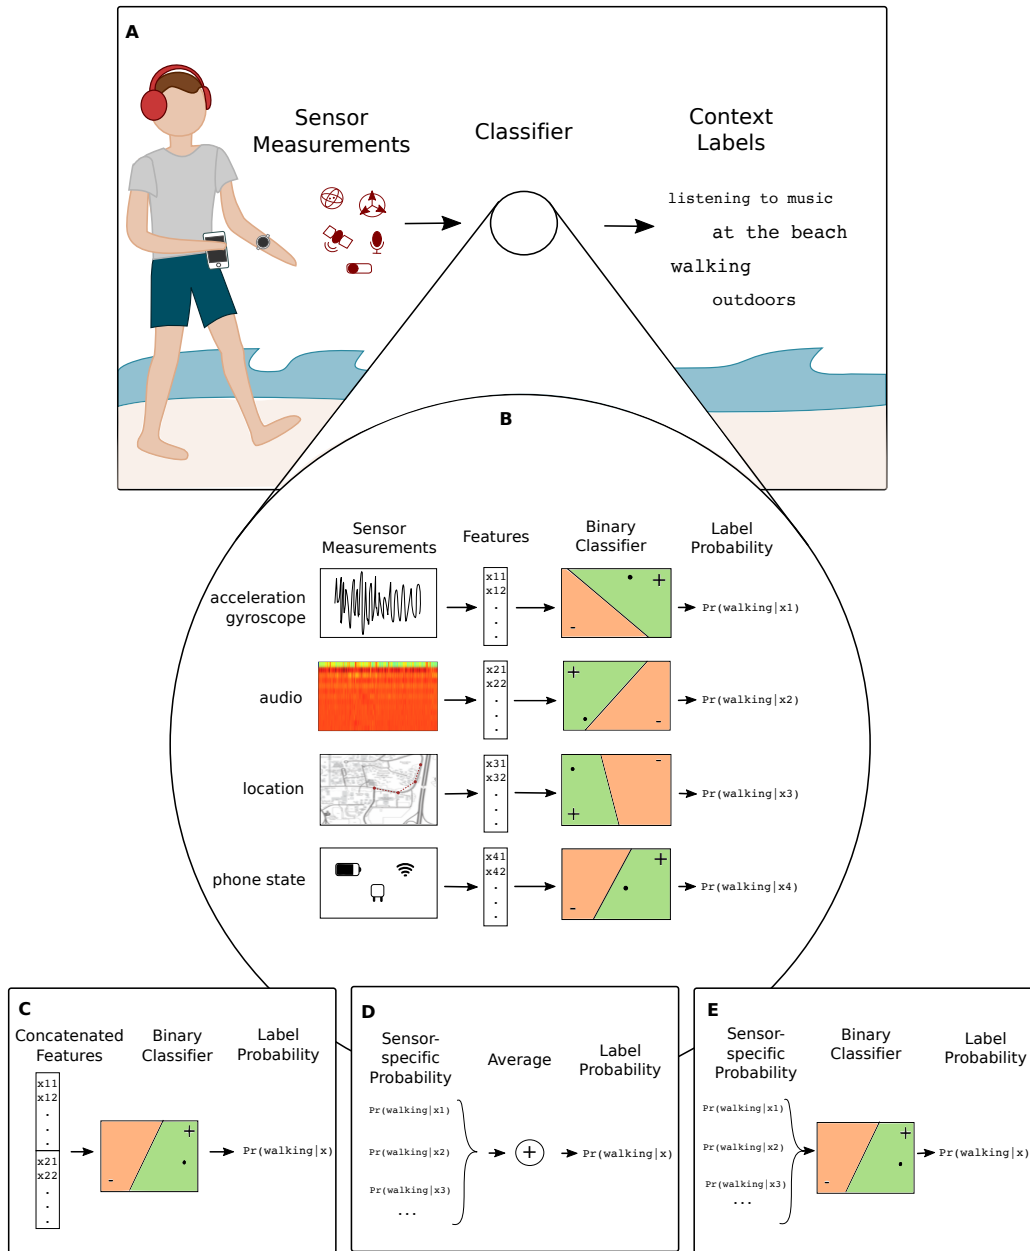 A
Sensor
Measurements
Classifier
Context
Labels
listening to music
at the beach
walking
outdoors
B
Sensor
Measurements
Features
Binary
Classifier
Label
Probability
acceleration
gyroscope
x11
x12
.
.
.
+
-
Pr(walking|x1)
audio
x21
x22
.
.
.
+
-
Pr(walking|x2)
location
x31
x32
.
.
.
-
+
Pr(walking|x3)
phone state
x41
x42
.
.
.
+
-
Pr(walking|x4)
C
Concatenated
Features
Binary
Classifier
Label
Probability
x11
x12
.
.
.
x21
x22
.
.
.
+
-
Pr(walking|x)
D
Sensor-
specific
Probability
Average
Label
Probability
Pr(walking|x1)
Pr(walking|x2)
Pr(walking|x3)
...
+
Pr(walking|x)
E
Sensor-
specific
Probability
Binary
Classifier
Label
Probability
Pr(walking|x1)
Pr(walking|x2)
Pr(walking|x3)
...
+
-
Pr(walking|x)